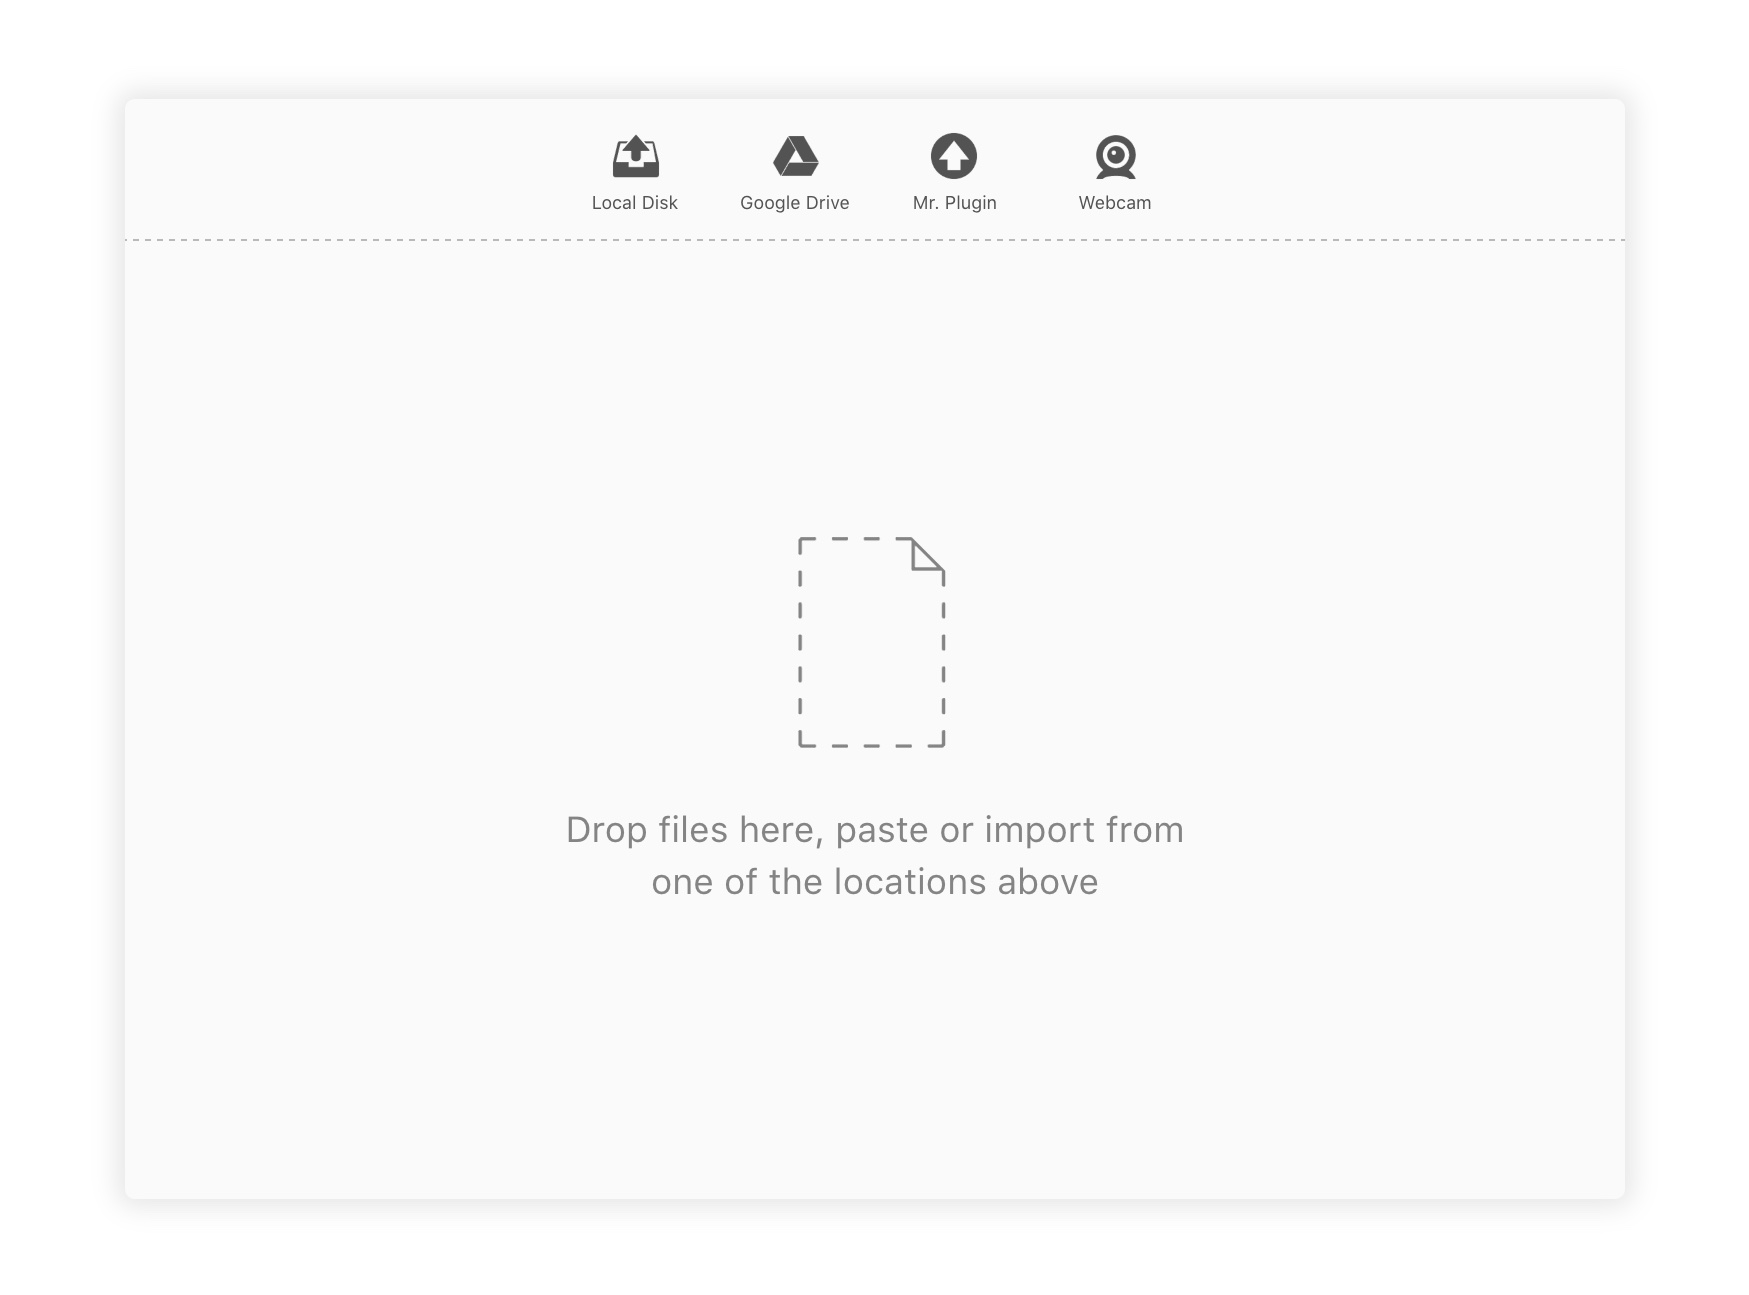 Local Disk
Google Drive
Mr. Plugin
Webcam
Drop files here, paste or import from
one of the locations above